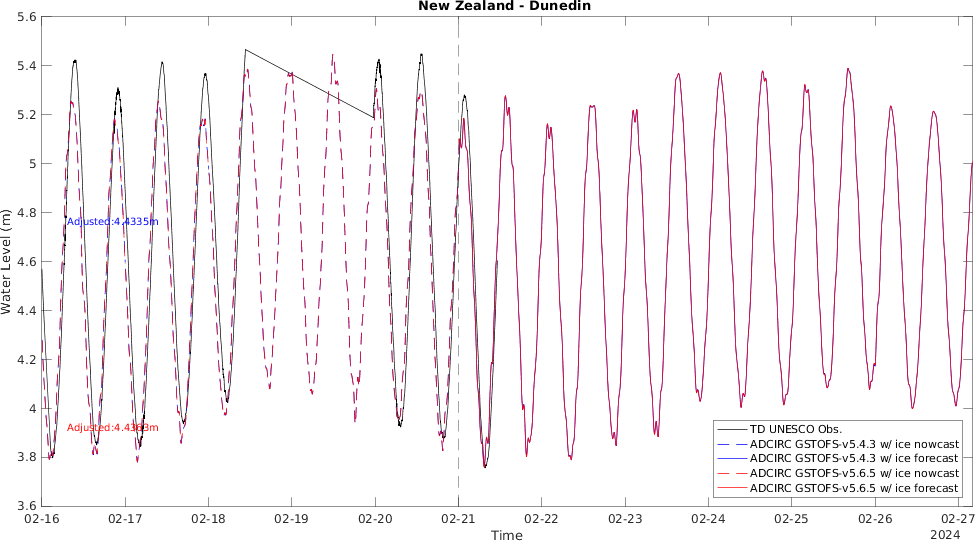 New Zealand - Dunedin
Water Level (m)
5.6
5.4
5.2
5
4.8
4.6
4.4
4.2
4
3.8
3.6
Adjusted:4.4335m
TD UNESCO Obs.
ADCIRC GSTOFS-v5.4.3 w/ ice nowcast
ADCIRC GSTOFS-v5.4.3 w/ ice forecast
ADCIRC GSTOFS-v5.6.5 w/ ice nowcast
ADCIRC GSTOFS-v5.6.5 w/ ice forecast
02-16 02-17 02-18 02-19 02-20 02-21 02-22 02-23 02-24 02-25 02-26 02-27
Time
2024